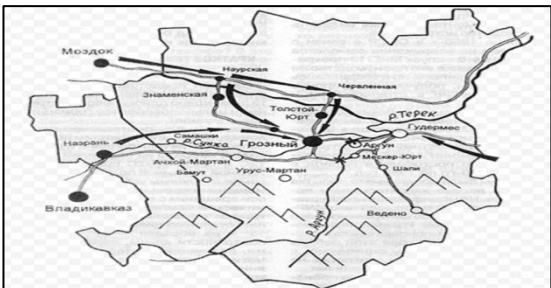 Моздок
Наурская
Червленная
Знаменская
Толстой-
Юрт
р.Терек
Гудермес
Самашки
р.Сунжа
Грозный
Аргун
Назрань
Мескер-Юрт
Ачхой-Мартан
Шали
Бамут
Урус-Мартан
Владикавказ
Ведено
р.Аргун